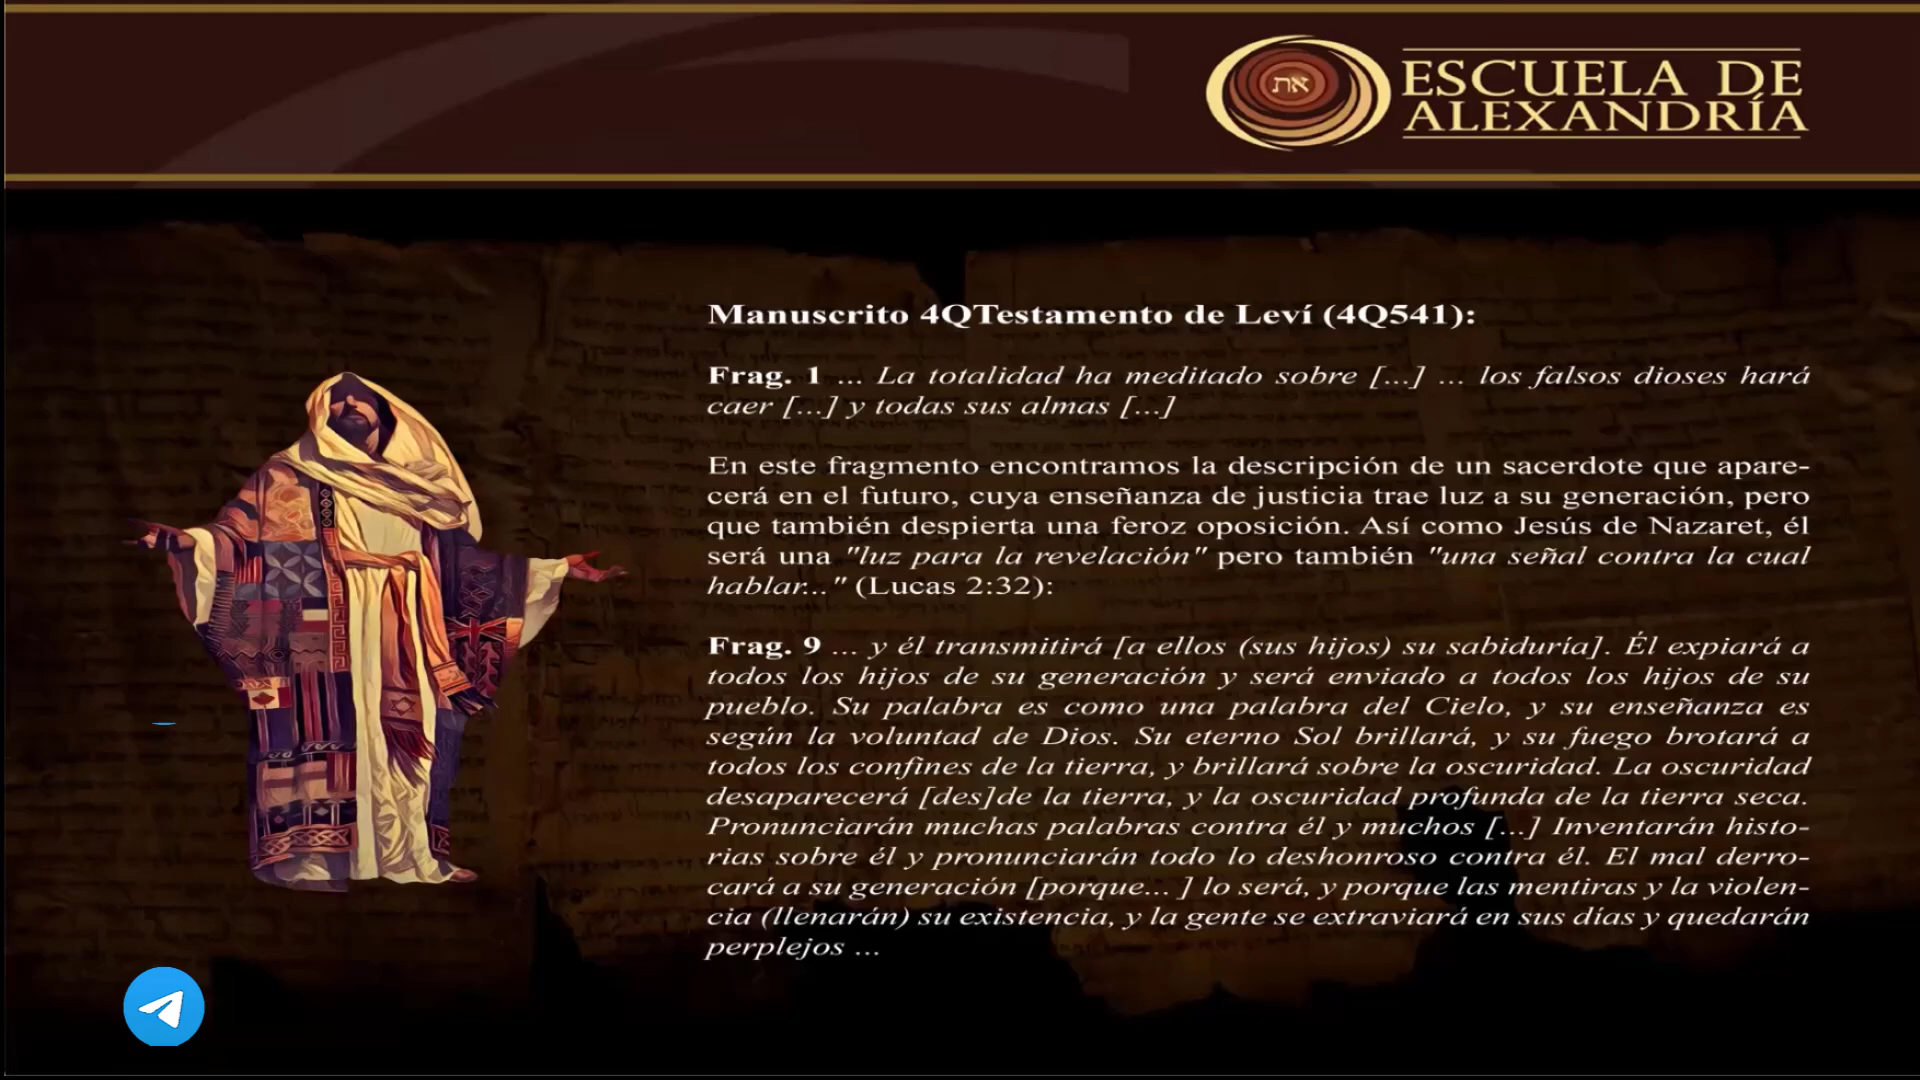 את
ESCUELA DE
ALEXANDRÍA
Manuscrito 4QTestamento de Leví (4Q541):
Frag. 1 ... La totalidad ha meditado sobre [...] ... los falsos dioses hará
caer [...] y todas sus almas [...]
En este fragmento encontramos la descripción de un sacerdote que apare-
cerá en el futuro, cuya enseñanza de justicia trae luz a su generación, pero
que también despierta una feroz oposición. Así como Jesús de Nazaret, él
será una "luz para la revelación" pero también "una señal contra la cual
hablar..." (Lucas 2:32):
Frag. 9 ... y él transmitirá [a ellos (sus hijos) su sabiduría]. Él expiará a
todos los hijos de su generación y será enviado a todos los hijos de su
pueblo. Su palabra es como una palabra del Cielo, y su enseñanza es
según la voluntad de Dios. Su eterno Sol brillará, y su fuego brotará a
todos los confines de la tierra, y brillará sobre la oscuridad. La oscuridad
desaparecerá [des]de la tierra, y la oscuridad profunda de la tierra seca.
Pronunciarán muchas palabras contra él y muchos [...] Inventarán histo-
rias sobre él y pronunciarán todo lo deshonroso contra él. El mal derro-
cará a su generación [porque... ] lo será, y porque las mentiras y la violen-
cia (llenarán) su existencia, y la gente se extraviará en sus días y quedarán
perplejos ...